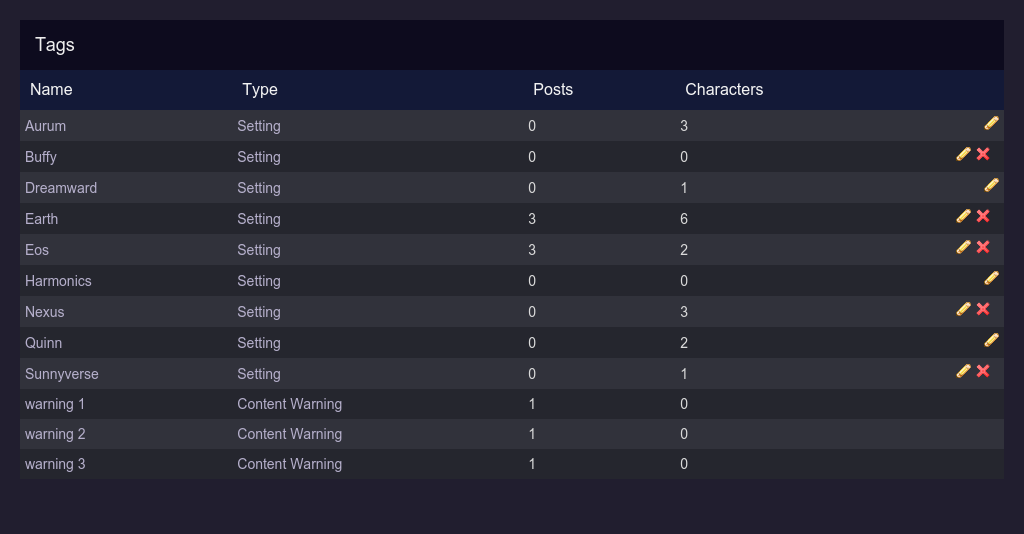 Tags
Name Type Posts Characters
Aurum Setting 0 3
Buffy Setting 0 0
Dreamward Setting 0 1
Earth Setting 3 6
Eos Setting 3 2
Harmonics Setting 0 0
Nexus Setting 0 3
Quinn Setting 0 2
Sunnyverse Setting 0 1
warning 1 Content Warning 1 0
warning 2 Content Warning 1 0
warning 3 Content Warning 1 0